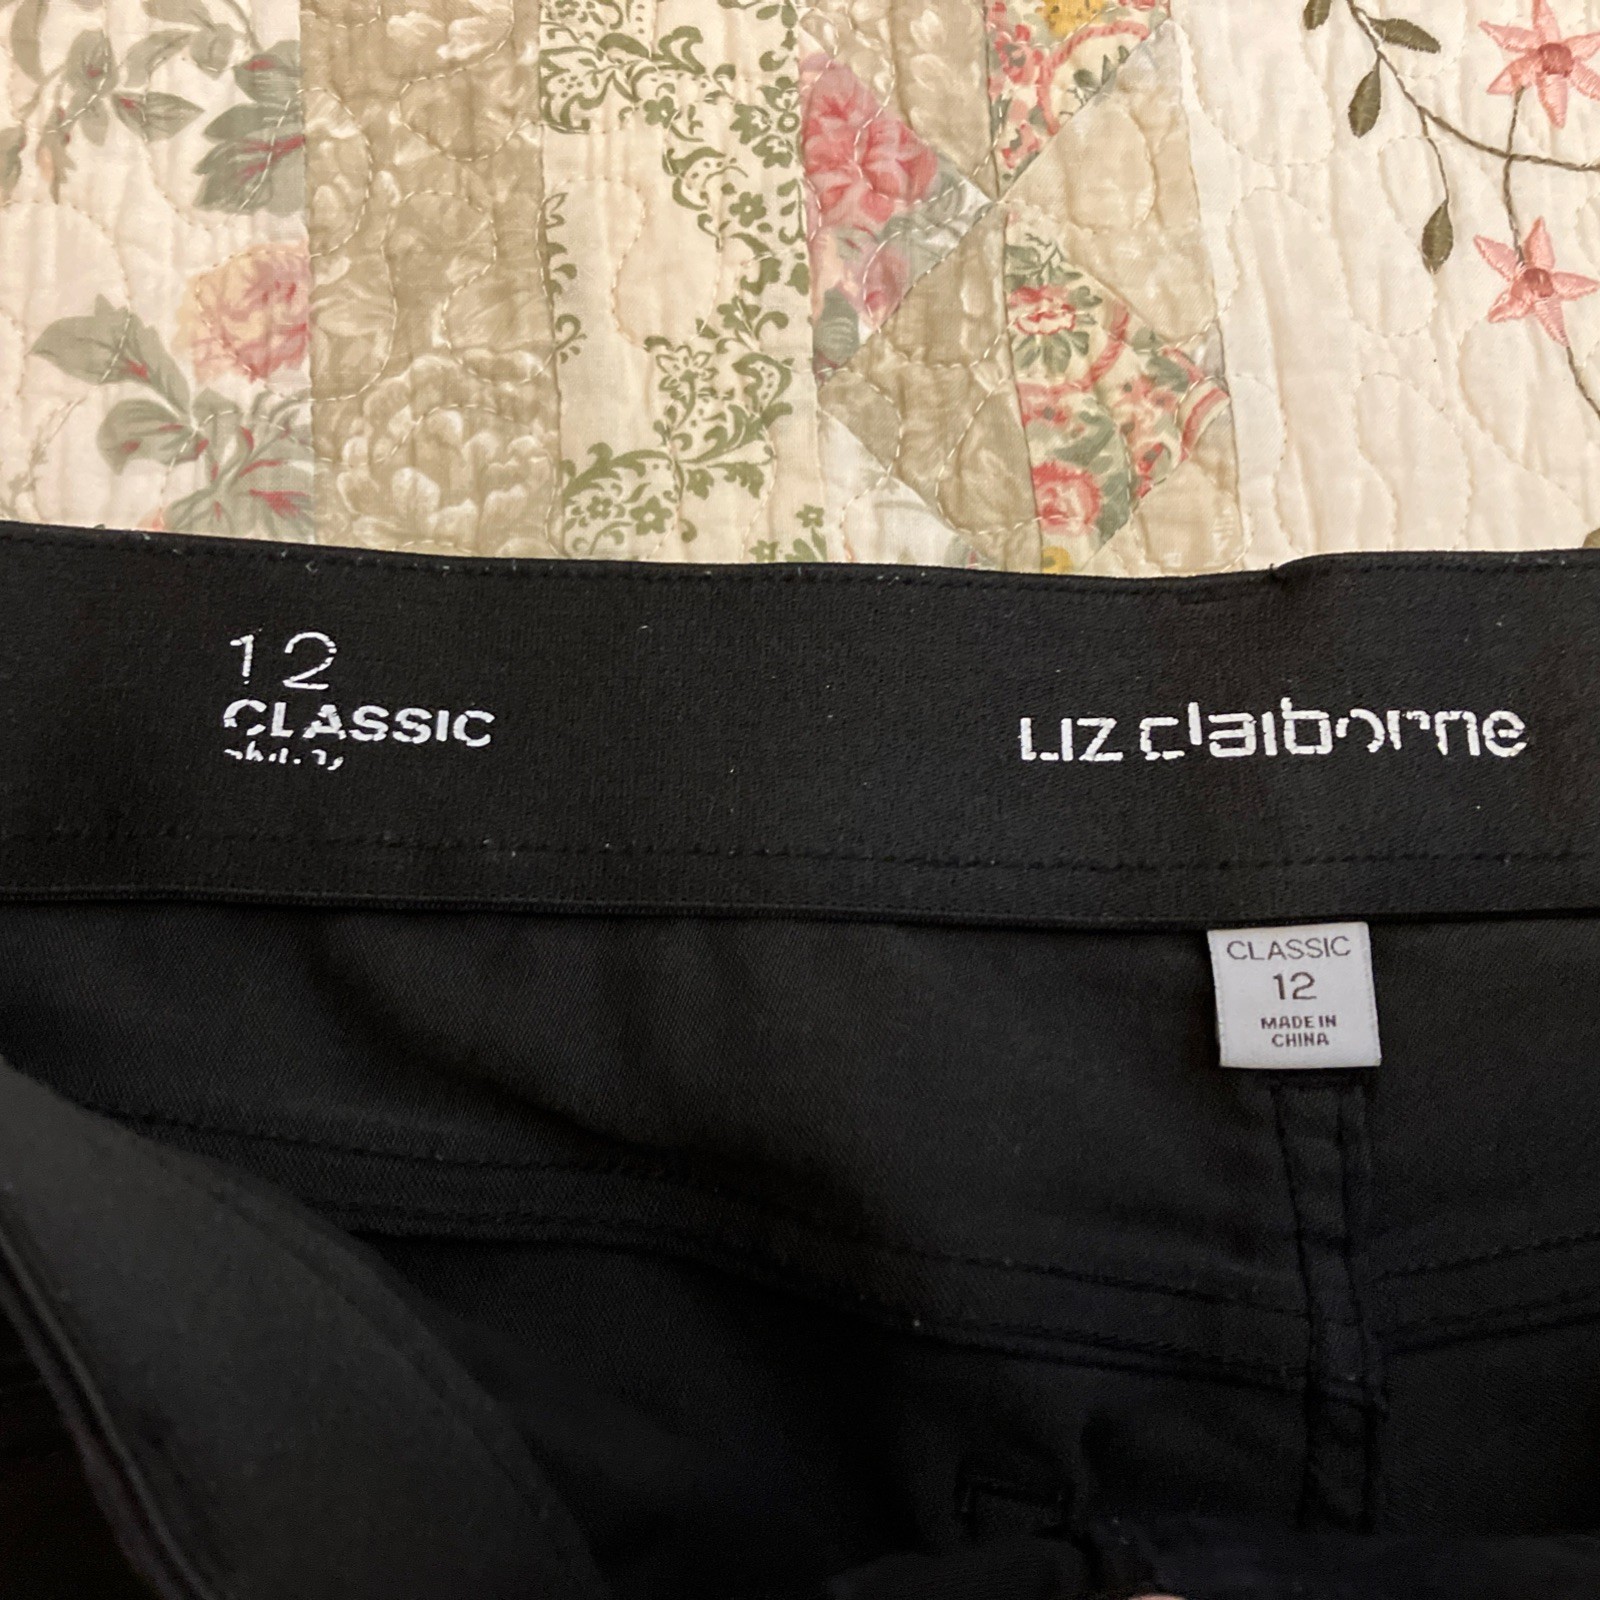 12
CLASSIC
Liz claiborne
CLASSIC
12
MADE IN
CHINA